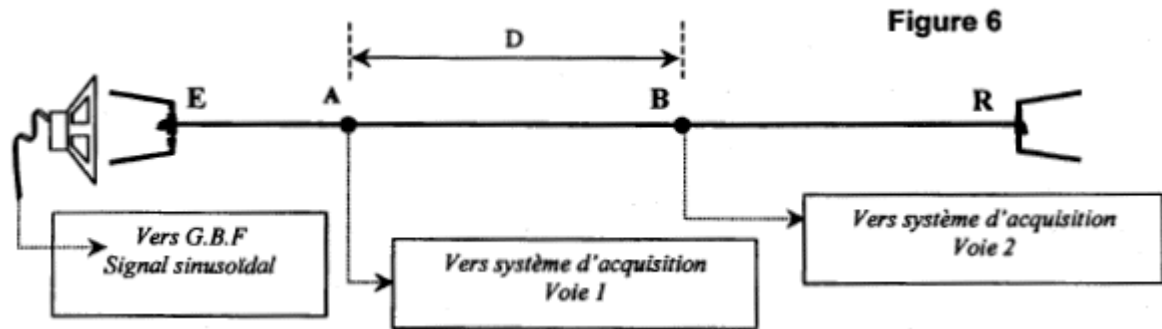 Figure 6
D
E
A
B
R
Vers G.B.F
Signal sinusoïdal
Vers système d'acquisition
Voie 1
Vers système d'acquisition
Voie 2